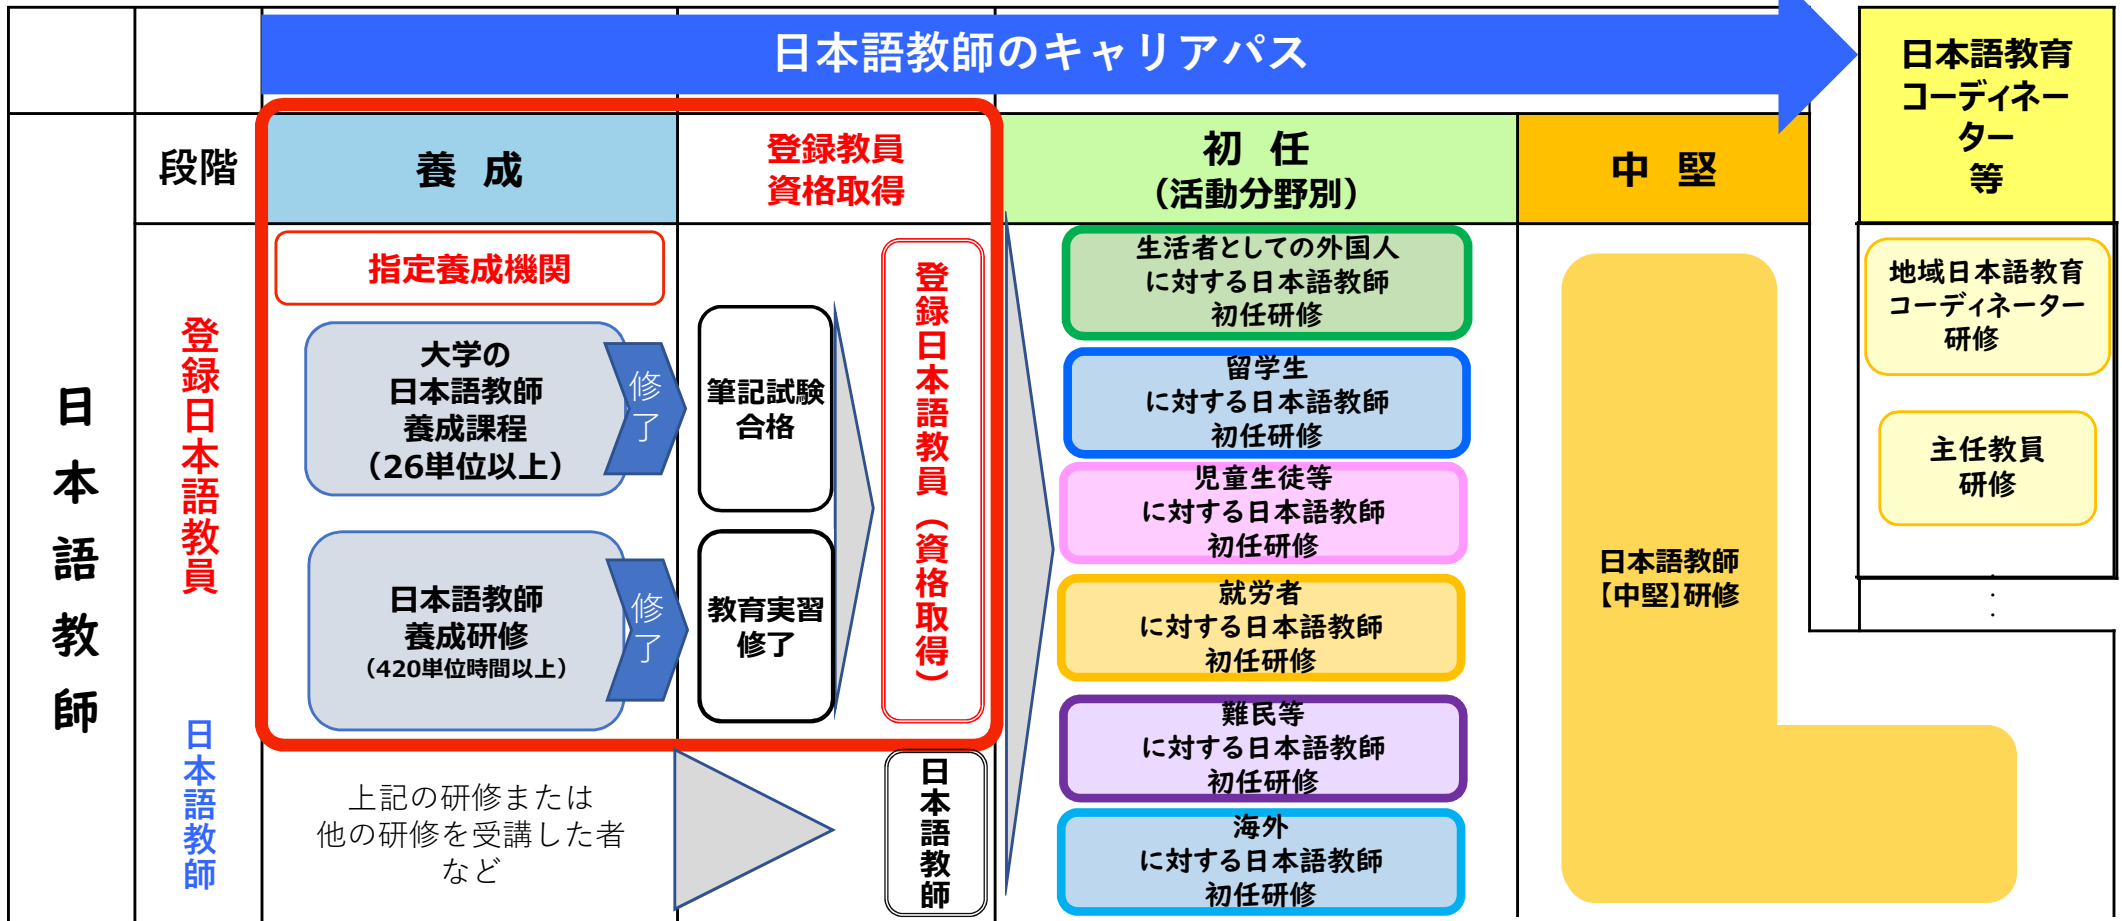 日本語教師のキャリアパス
日本語教育
コーディネー
ター
等
段階
養 成
登録教員
資格取得
初 任
（活動分野別）
中 堅
日本語教師
登録日本語教員
日本語教師
指定養成機関
大学の
日本語教師
養成課程
（26単位以上）
修了
日本語教師
養成研修
（420単位時間以上）
修了
筆記試験
合格
教育実習
修了
登録日本語教員（資格取得）
上記の研修または
他の研修を受講した者
など
日本語教師
生活者としての外国人
に対する日本語教師
初任研修
留学生
に対する日本語教師
初任研修
児童生徒等
に対する日本語教師
初任研修
就労者
に対する日本語教師
初任研修
難民等
に対する日本語教師
初任研修
海外
に対する日本語教師
初任研修
日本語教師
【中堅】研修
地域日本語教育
コーディネーター
研修
主任教員
研修
：